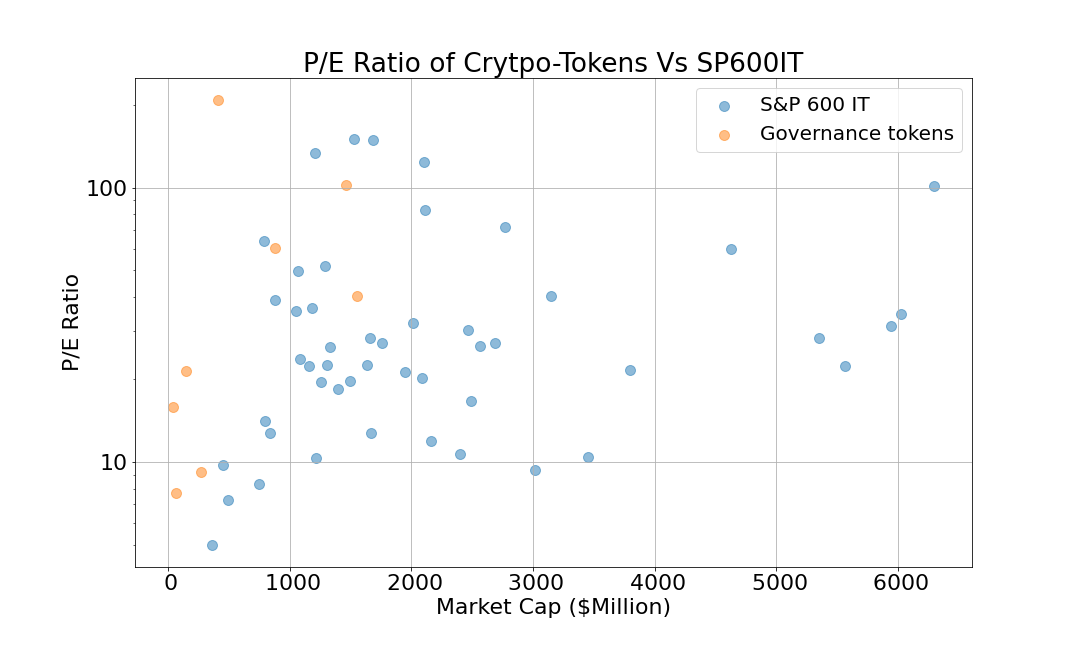 P/E Ratio of Crytpo-Tokens Vs SP600IT
S&P 600 IT
Governance tokens
P/E Ratio
100
10
0 1000 2000 3000 4000 5000 6000
Market Cap ($Million)